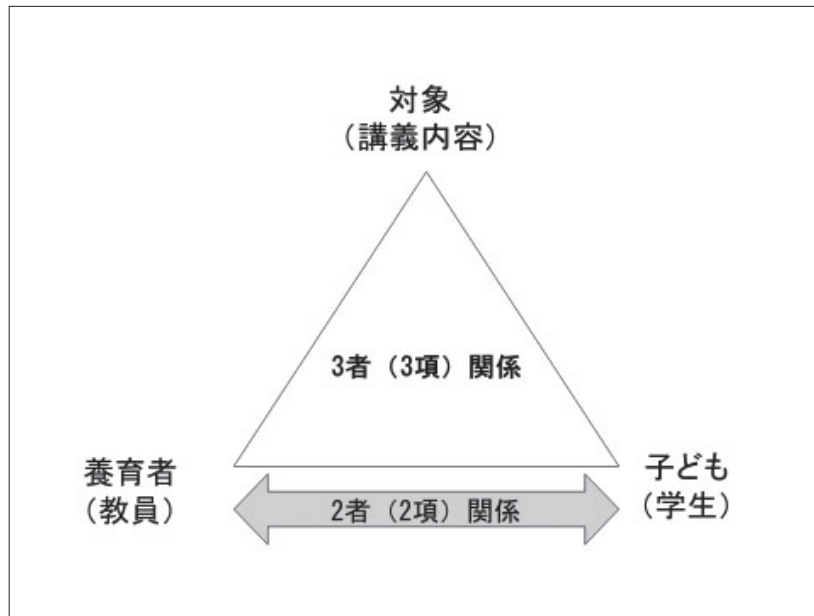 対象
（講義内容）
3者（3項）関係
養育者
（教員）
子ども
（学生）
2者（2項）関係